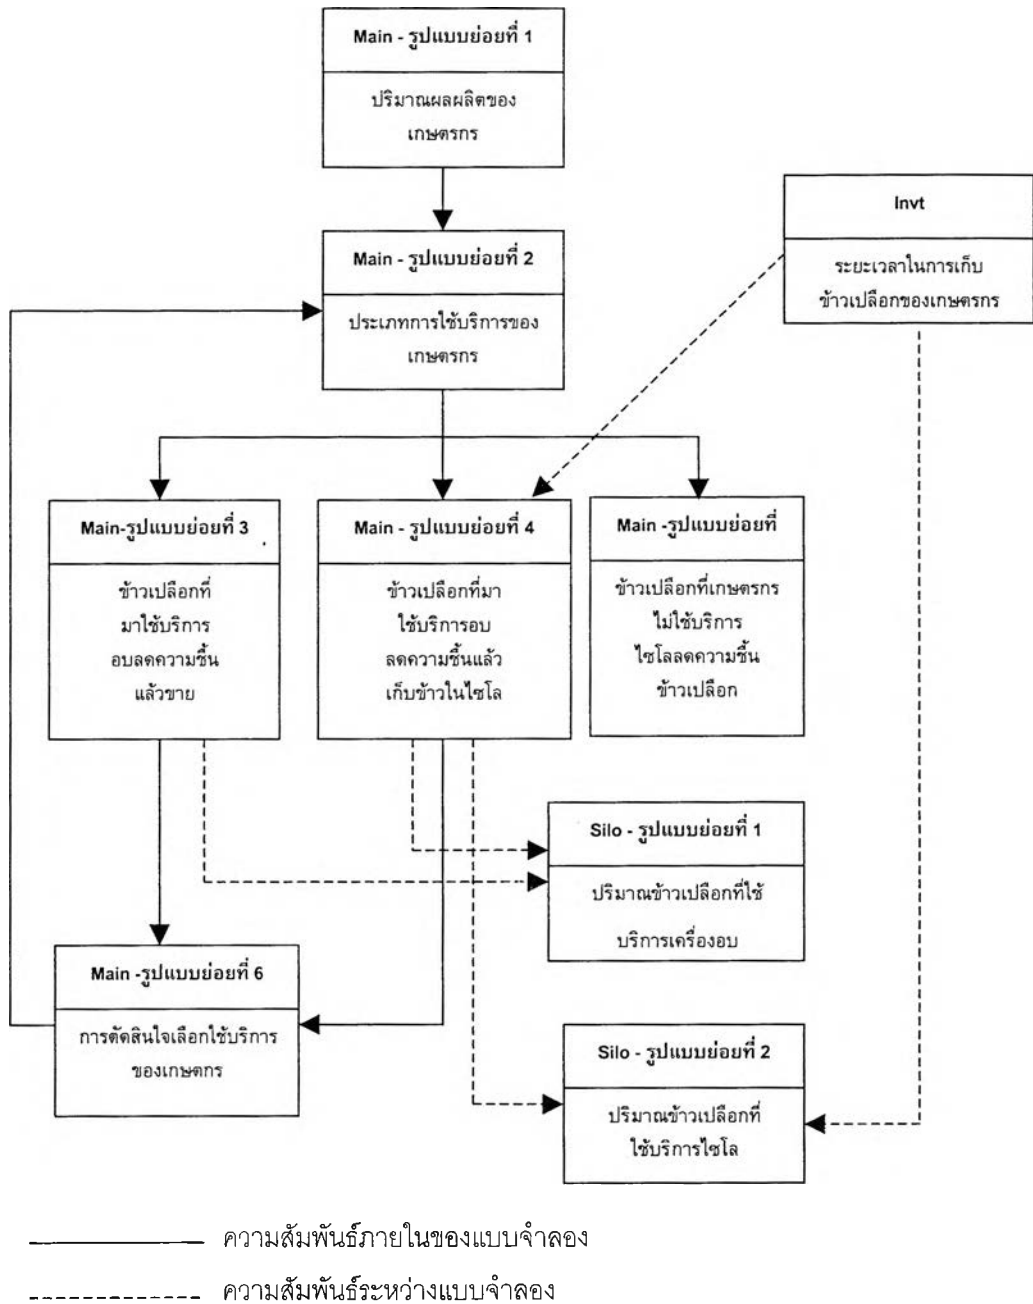 Main - รูปแบบย่อยที่ 1
ปริมาณผลผลิตของ
เกษตรกร
Invt
ระยะเวลาในการเก็บ
ข้าวเปลือกของเกษตรกร
Main - รูปแบบย่อยที่ 2
ประเภทการใช้บริการของ
เกษตรกร
Main-รูปแบบย่อยที่ 3
ข้าวเปลือกที่
มาใช้บริการ
อบลดความชื้น
แล้วขาย
Main - รูปแบบย่อยที่ 4
ข้าวเปลือกที่มา
ใช้บริการอบ
ลดความชื้นแล้ว
เก็บข้าวในไซโล
Main -รูปแบบย่อยที่
ข้าวเปลือกที่เกษตรกร
ไม่ใช้บริการ
ไซโลลดความชื้น
ข้าวเปลือก
Silo - รูปแบบย่อยที่ 1
ปริมาณข้าวเปลือกที่ใช้
บริการเครื่องอบ
Main -รูปแบบย่อยที่ 6
การตัดสินใจเลือกใช้บริการ
ของเกษตกร
Silo - รูปแบบย่อยที่ 2
ปริมาณข้าวเปลือกที่
ใช้บริการไซโล
ความสัมพันธ์ภายในของแบบจำลอง
ความสัมพันธ์ระหว่างแบบจำลอง